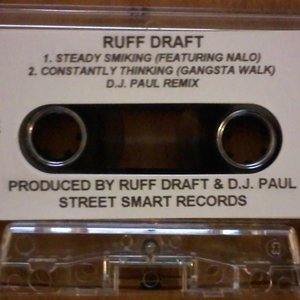 RUFF DRAFT
1. STEADY SMIKING (FEATURING NALO)
2. CONSTANTLY THINKING (GANGSTA WALK)
D.J. PAUL REMIX
PRODUCED BY RUFF DRAFT & D.J. PAUL
STREET SMART RECORDS